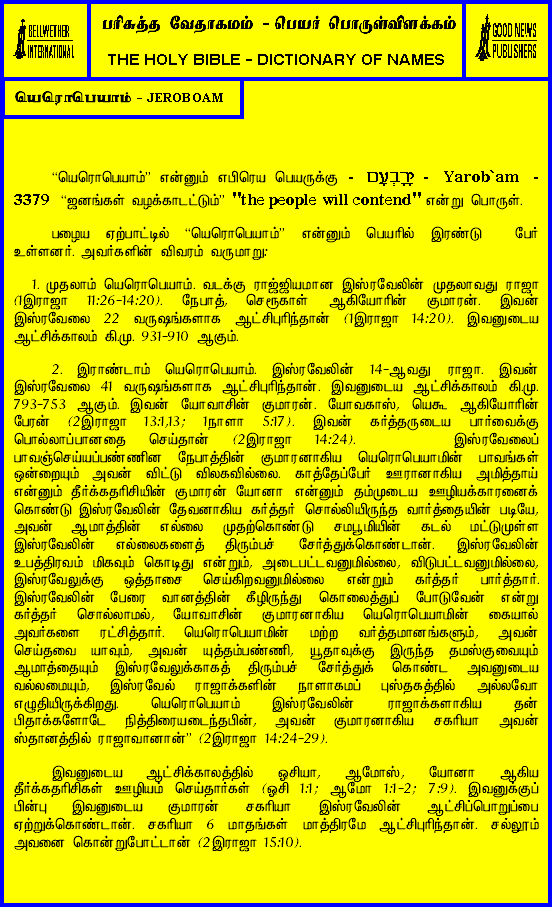 BELLWETHER
INTERNATIONAL
பரிசுத்த வேதாகமம் - பெயர் பொருள்விளக்கம்
THE HOLY BIBLE - DICTIONARY OF NAMES
GOOD NEWS
PUBLISHERS
யெரொபெயாம் - JEROBOAM
“யெரொபெயாம்” என்னும் எபிரெய பெயருக்கு - יָרָבְעָם - Yarob`am -
3379 “ஜனங்கள் வழக்காடட்டும்” "the people will contend" என்று பொருள்.
பழைய ஏற்பாட்டில் “யெரொபெயாம்” என்னும் பெயரில் இரண்டு பேர்
உள்ளனர். அவர்களின் விவரம் வருமாறு:
1. முதலாம் யெரொபெயாம். வடக்கு ராஜ்ஜியமான இஸ்ரவேலின் முதலாவது ராஜா
(1இராஜா 11:26-14:20). நேபாத், செரூகாள் ஆகியோரின் குமாரன். இவன்
இஸ்ரவேலை 22 வருஷங்களாக ஆட்சிபுரிந்தான் (1இராஜா 14:20). இவனுடைய
ஆட்சிக்காலம் கி.மு. 931-910 ஆகும்.
2. இராண்டாம் யெரொபெயாம். இஸ்ரவேலின் 14-ஆவது ராஜா. இவன்
இஸ்ரவேலை 41 வருஷங்களாக ஆட்சிபுரிந்தான். இவனுடைய ஆட்சிக்காலம் கி.மு.
793-753 ஆகும். இவன் யோவாசின் குமாரன். யோவகாஸ், யெகூ ஆகியோரின்
பேரன் (2இராஜா 13:1,13; 1நாளா 5:17). இவன் கர்த்தருடைய பார்வைக்கு
பொல்லாப்பானதை செய்தான் (2இராஜா 14:24). இஸ்ரவேலைப்
பாவஞ்செய்யப்பண்ணின நேபாத்தின் குமாரனாகிய யெரொபெயாமின் பாவங்கள்
ஒன்றையும் அவன் விட்டு விலகவில்லை. காத்தேப்பேர் ஊரானாகிய அமித்தாய்
என்னும் தீர்க்கதரிசியின் குமாரன் யோனா என்னும் தம்முடைய ஊழியக்காரனைக்
கொண்டு இஸ்ரவேலின் தேவனாகிய கர்த்தர் சொல்லியிருந்த வார்த்தையின் படியே,
அவன் ஆமாத்தின் எல்லை முதற்கொண்டு சமபூமியின் கடல் மட்டுமுள்ள
இஸ்ரவேலின் எல்லைகளைத் திரும்பச் சேர்த்துக்கொண்டான். இஸ்ரவேலின்
உபத்திரவம் மிகவும் கொடிது என்றும், அடைபட்டவனுமில்லை, விடுபட்டவனுமில்லை,
இஸ்ரவேலுக்கு ஒத்தாசை செய்கிறவனுமில்லை என்றும் கர்த்தர் பார்த்தார்.
இஸ்ரவேலின் பேரை வானத்தின் கீழிருந்து கொலைத்துப் போடுவேன் என்று
கர்த்தர் சொல்லாமல், யோவாசின் குமாரனாகிய யெரொபெயாமின் கையால்
அவர்களை ரட்சித்தார். யெரொபெயாமின் மற்ற வர்த்தமானங்களும், அவன்
செய்தவை யாவும், அவன் யுத்தம்பண்ணி, யூதாவுக்கு இருந்த தமஸ்குவையும்
ஆமாத்தையும் இஸ்ரவேலுக்காகத் திரும்பச் சேர்த்துக் கொண்ட அவனுடைய
வல்லமையும், இஸ்ரவேல் ராஜாக்களின் நாளாகமப் புஸ்தகத்தில் அல்லவோ
எழுதியிருக்கிறது. யெரொபெயாம் இஸ்ரவேலின் ராஜாக்களாகிய தன்
பிதாக்களோடே நித்திரையடைந்தபின், அவன் குமாரனாகிய சகரியா அவன்
ஸ்தானத்தில் ராஜாவானான்” (2இராஜா 14:24-29).
இவனுடைய ஆட்சிக்காலத்தில் ஓசியா, ஆமோஸ், யோனா ஆகிய
தீர்க்கதரிசிகள் ஊழியம் செய்தார்கள் (ஓசி 1:1; ஆமோ 1:1-2; 7:9). இவனுக்குப்
பின்பு இவனுடைய குமாரன் சகரியா இஸ்ரவேலின் ஆட்சிப்பொறுப்பை
ஏற்றுக்கொண்டான். சகரியா 6 மாதங்கள் மாத்திரமே ஆட்சிபுரிந்தான். சல்லூம்
அவனை கொன்றுபோட்டான் (2இராஜா 15:10).